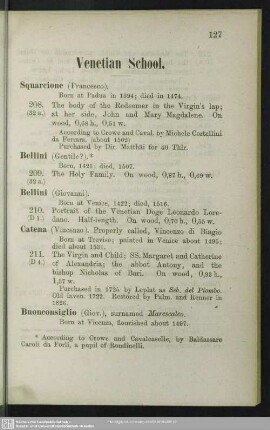 127
Venetian School.
Squarcione (Francesco).
Born at Padua in 1394; died in 1474.
208. The body of the Redeemer in the Virgin's lap;
(32 a.) at her side, John and Mary Magdalene. On
wood, 0,58 h., 0,51 w.
According to Crowe and Caval. by Michele Costellini
da Ferrara. (about 1502)
Purchased by Dir. Matthäi for 40 Thlr.
Bellini (Gentile?).*
Born, 1421; died, 1507.
209. The Holy Family. On wood, 0,87 h., 0,69 w.
(32 a.)
Bellini (Giovanni).
Born at Venice, 1422; died, 1516.
210. Portrait of the Venetian Doge Leonardo Lore-
(D 1.) dano. Half-length. On wood, 0,70 h., 0,55 w.
Catena (Vincenzo). Properly called, Vincenzo di Biagio
Born at Treviso; painted in Venice about 1495;
died about 1531.
211. The Virgin and Child; SS. Margaret and Catherine
(D 4.) of Alexandria; the abbot Antony, and the
bishop Nicholas of Bari. On wood, 0,92 h.,
1,57 w.
Purchased in 1725 by Leplat as Seb. del Piombo.
Old inven. 1722. Restored by Palm. and Renner in
1826.
Buonconsiglio (Giov.), surnamed Marescalco.
Born at Vicenza, flourished about 1497.
* According to Crowe and Cavalcaselle, by Baldassare
Caroli da Forli, a pupil of Rondinelli.